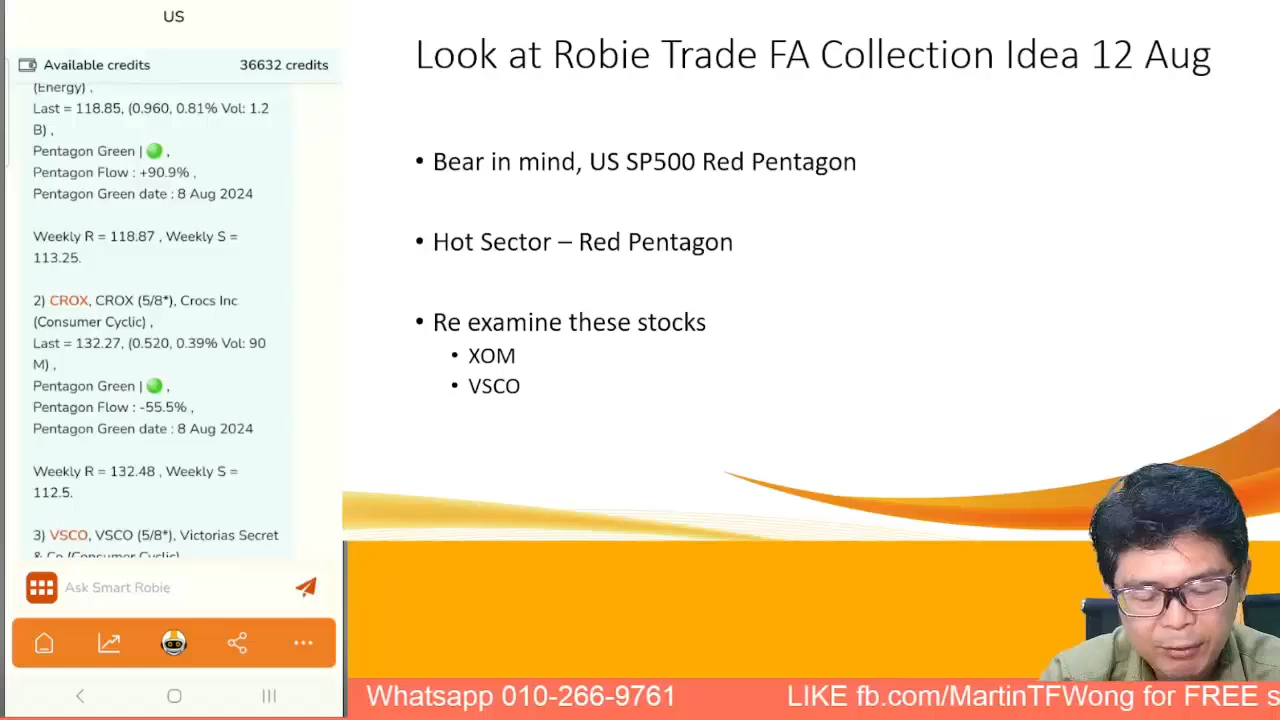 US
Available credits
36632 credits
(Energy) ,
Last = 118.85, (0.960, 0.81% Vol: 1.2
B) ,
Pentagon Green | ,
Pentagon Flow : +90.9% ,
Pentagon Green date : 8 Aug 2024
Weekly R = 118.87 , Weekly S =
113.25.
2) CROX, CROX (5/8*), Crocs Inc
(Consumer Cyclic) ,
Last = 132.27, (0.520, 0.39% Vol: 90
M) ,
Pentagon Green | ,
Pentagon Flow : -55.5% ,
Pentagon Green date : 8 Aug 2024
Weekly R = 132.48 , Weekly S =
112.5.
3) VSCO, VSCO (5/8*), Victorias Secret
& Co (Consumer Cyclic)
Ask Smart Robie
Look at Robie Trade FA Collection Idea 12 Aug
• Bear in mind, US SP500 Red Pentagon
• Hot Sector – Red Pentagon
• Re examine these stocks
• XOM
• VSCO
Whatsapp 010-266-9761
LIKE fb.com/MartinTFWong for FREE s